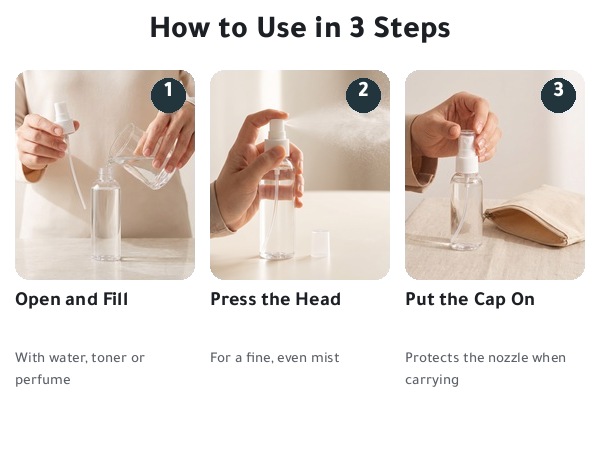 How to Use in 3 Steps
1
2
3
Open and Fill
Press the Head
Put the Cap On
With water, toner or
perfume
For a fine, even mist
Protects the nozzle when
carrying